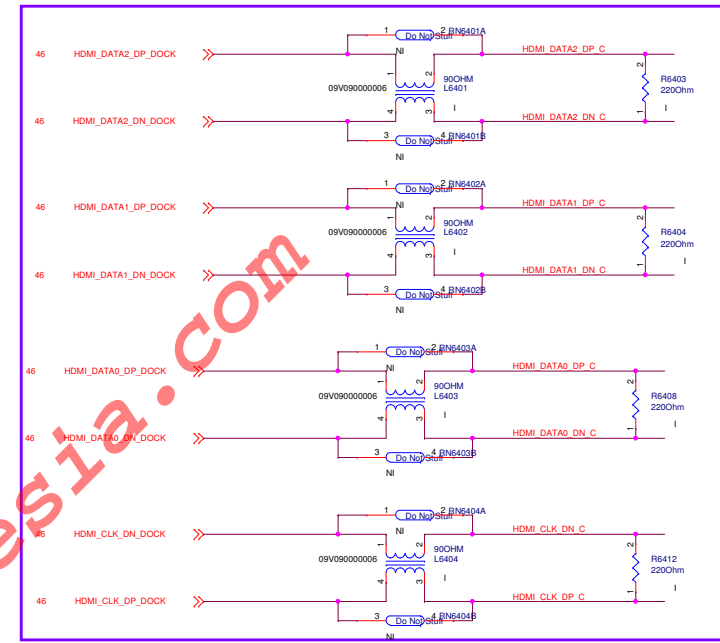 1 Do Not Stuff 2 RN6401A
46 HDMI_DATA2_DP_DOCK NI HDMI_DATA2_DP_C
1 2 90OHM 2 R6403
09V090000006 L6401 220Ohm
4 3 I 1 I
46 HDMI_DATA2_DN_DOCK HDMI_DATA2_DN_C
3 Do Not Stuff 4 RN6401B
NI
1 Do Not Stuff 2 RN6402A
46 HDMI_DATA1_DP_DOCK NI HDMI_DATA1_DP_C
1 2 90OHM 2 R6404
09V090000006 L6402 220Ohm
4 3 I 1 I
46 HDMI_DATA1_DN_DOCK HDMI_DATA1_DN_C
3 Do Not Stuff 4 RN6402B
NI
1 Do Not Stuff 2 RN6403A
46 HDMI_DATA0_DP_DOCK NI HDMI_DATA0_DP_C
1 2 90OHM 2 R6408
09V090000006 L6403 220Ohm
4 3 I 1 I
46 HDMI_DATA0_DN_DOCK HDMI_DATA0_DN_C
3 Do Not Stuff 4 RN6403B
NI
1 Do Not Stuff 2 RN6404A
46 HDMI_CLK_DN_DOCK NI HDMI_CLK_DN_C
1 2 90OHM 2 R6412
09V090000006 L6404 220Ohm
4 3 I 1 I
46 HDMI_CLK_DP_DOCK HDMI_CLK_DP_C
3 Do Not Stuff 4 RN6404B
NI
esia.com